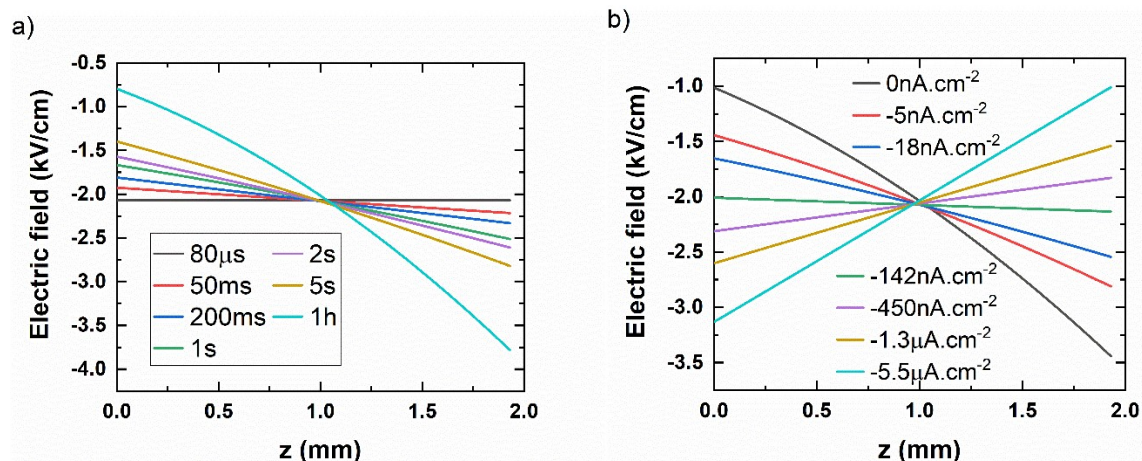 a)
Electric field (kV/cm)
-0.5
-1.0
-1.5
-2.0
-2.5
-3.0
-3.5
-4.0
80μs
2s
50ms
5s
200ms
1h
1s
0.0
0.5
1.0
1.5
2.0
z (mm)
b)
Electric field (kV/cm)
-1.0
-1.5
-2.0
-2.5
-3.0
-3.5
0nA.cm⁻²
-5nA.cm⁻²
-18nA.cm⁻²
-142nA.cm⁻²
-450nA.cm⁻²
-1.3μA.cm⁻²
-5.5μA.cm⁻²
0.0
0.5
1.0
1.5
2.0
z (mm)